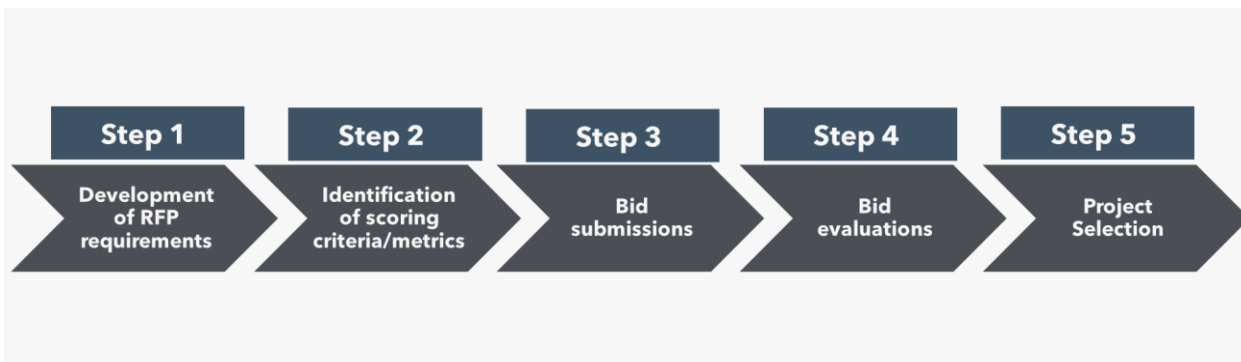 Step 1
Development
of RFP
requirements
Step 2
Identification
of scoring
criteria/metrics
Step 3
Bid
submissions
Step 4
Bid
evaluations
Step 5
Project
Selection